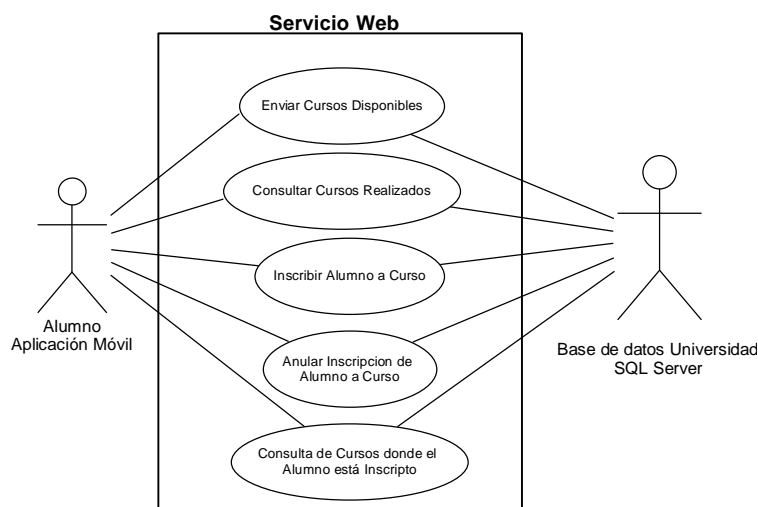 Servicio Web
Enviar Cursos Disponibles
Consultar Cursos Realizados
Inscribir Alumno a Curso
Alumno
Aplicación Móvil
Anular Inscripcion de
Alumno a Curso
Base de datos Universidad
SQL Server
Consulta de Cursos donde el
Alumno está Inscripto